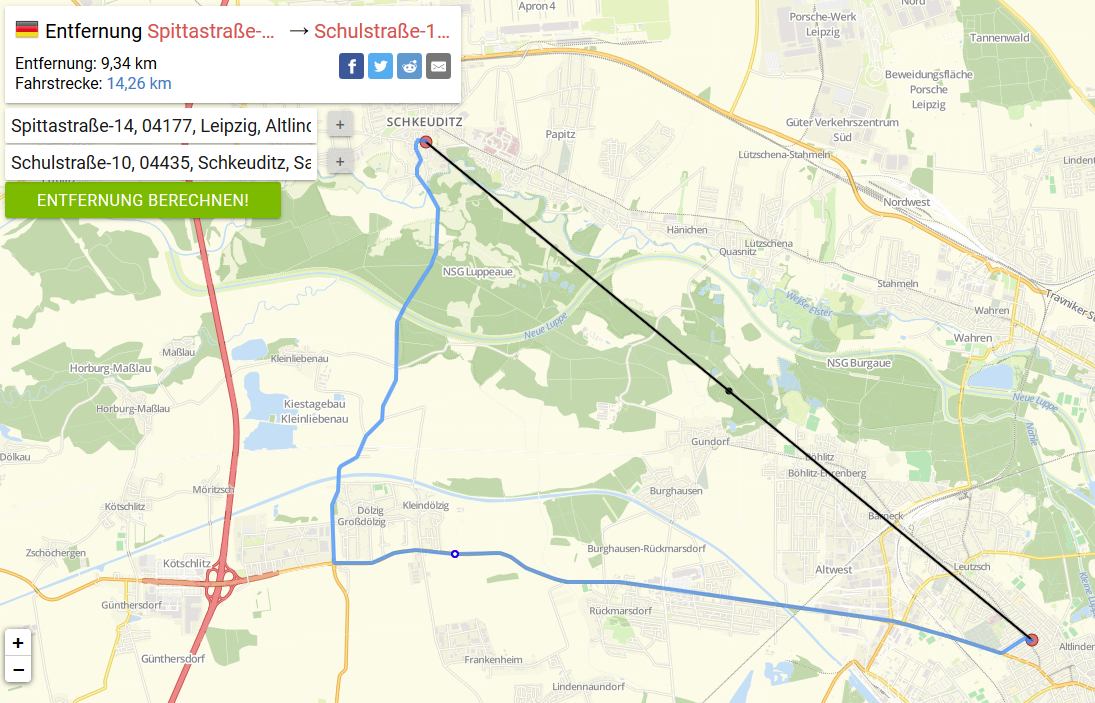 Entfernung Spittastraße-... → Schulstraße-1...
Entfernung: 9,34 km
Fahrstrecke: 14,26 km
Spittastraße-14, 04177, Leipzig, Altlind
+
Schulstraße-10, 04435, Schkeuditz, Sa
+
ENTFERNUNG BERECHNEN!
Apron 4
Nord
Porsche-Werk
Leipzig
Tannenwald
Beweidungsfläche
Porsche
Leipzig
SCHKEUDITZ
Papitz
Güter Verkehrszentrum
Süd
Lützschena-Stahmeln
Lindent
Nordwest
Hänichen
Lützschena
Quasnitz
NSG Luppeaue
Stahmeln
Weiße Elster
Travniker-S
Wahren
Neue Luppe
Wahren
Maßlau
Kleinliebenau
Horburg-Maßlau
NSG Burgaue
Kiestagebau
Kleinliebenau
Horburg-Maßlau
Neue Luppe
Nahle
Gundorf
Dölkau
Böhlitz
Böhlitz-Ehrenberg
Möritzsch
Burghausen
Kötschlitz
Kleindölzig
Dölzig
Großdölzig
Barneck
Zschöchergen
Burghausen-Rückmarsdorf
Kötschlitz
Altwest
Leutzsch
Kleine Lup
Günthersdorf
Rückmarsdorf
+
−
Günthersdorf
Frankenheim
Altlinden
Lindennaundorf